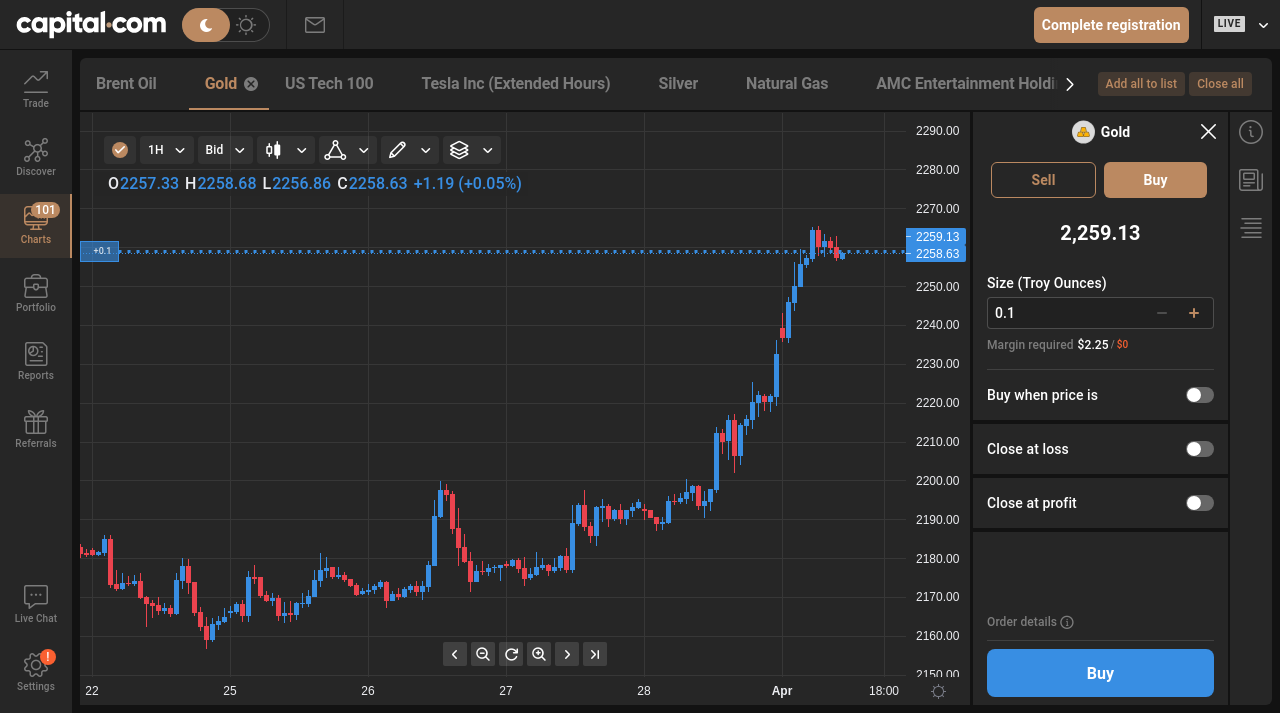 capital.com
Complete registration
LIVE
Trade
Discover
101
Charts
Portfolio
Reports
Referrals
Live Chat
!
Settings
Brent Oil
Gold
US Tech 100
Tesla Inc (Extended Hours)
Silver
Natural Gas
AMC Entertainment Holdi
Add all to list
Close all
1H
Bid
O2257.33 H2258.68 L2256.86 C2258.63 +1.19 (+0.05%)
+0.1
2290.00
2280.00
2270.00
2259.13
2258.63
2250.00
2240.00
2230.00
2220.00
2210.00
2200.00
2190.00
2180.00
2170.00
2160.00
2150.00
22 25 26 27 28 Apr 18:00
Gold
Sell
Buy
2,259.13
Size (Troy Ounces)
0.1
Margin required $2.25 / $0
Buy when price is
Close at loss
Close at profit
Order details
Buy